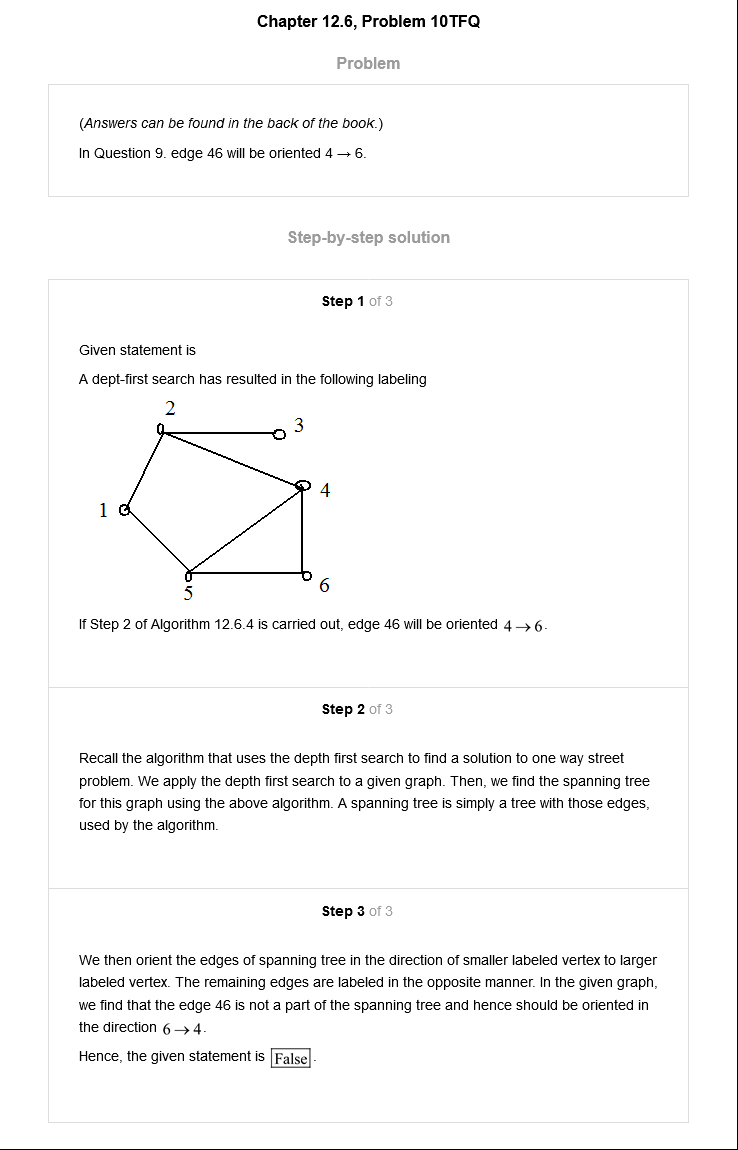 Chapter 12.6, Problem 10TFQ
Problem
(Answers can be found in the back of the book.)
In Question 9. edge 46 will be oriented 4 → 6.
Step-by-step solution
Step 1 of 3
Given statement is
A dept-first search has resulted in the following labeling
2
3
4
1
5
6
If Step 2 of Algorithm 12.6.4 is carried out, edge 46 will be oriented 4 → 6.
Step 2 of 3
Recall the algorithm that uses the depth first search to find a solution to one way street
problem. We apply the depth first search to a given graph. Then, we find the spanning tree
for this graph using the above algorithm. A spanning tree is simply a tree with those edges,
used by the algorithm.
Step 3 of 3
We then orient the edges of spanning tree in the direction of smaller labeled vertex to larger
labeled vertex. The remaining edges are labeled in the opposite manner. In the given graph,
we find that the edge 46 is not a part of the spanning tree and hence should be oriented in
the direction 6 → 4.
Hence, the given statement is False.